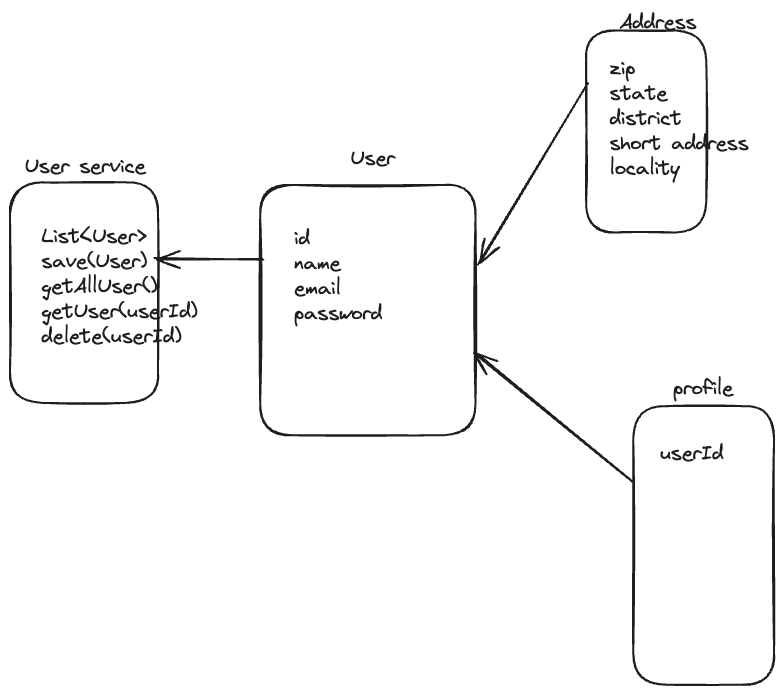 User service
List<User>
save(User)
getAllUser()
getUser(userId)
delete(userId)
User
id
name
email
password
Address
zip
state
district
short address
locality
profile
userId